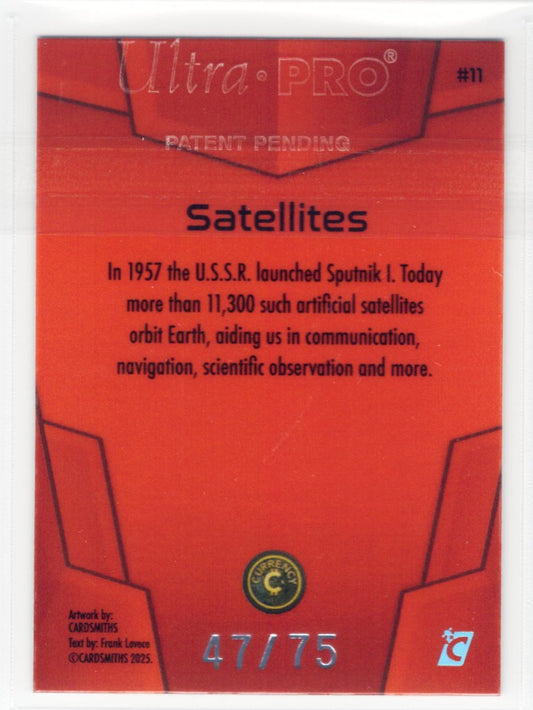 Ultra·PRO®
#11
PATENT PENDING
Satellites
In 1957 the U.S.S.R. launched Sputnik I. Today
more than 11,300 such artificial satellites
orbit Earth, aiding us in communication,
navigation, scientific observation and more.
CURRENCY
C
Artwork by:
CARDSMITHS
Text by: Frank Lovece
©CARDSMITHS 2025.
47/75
C